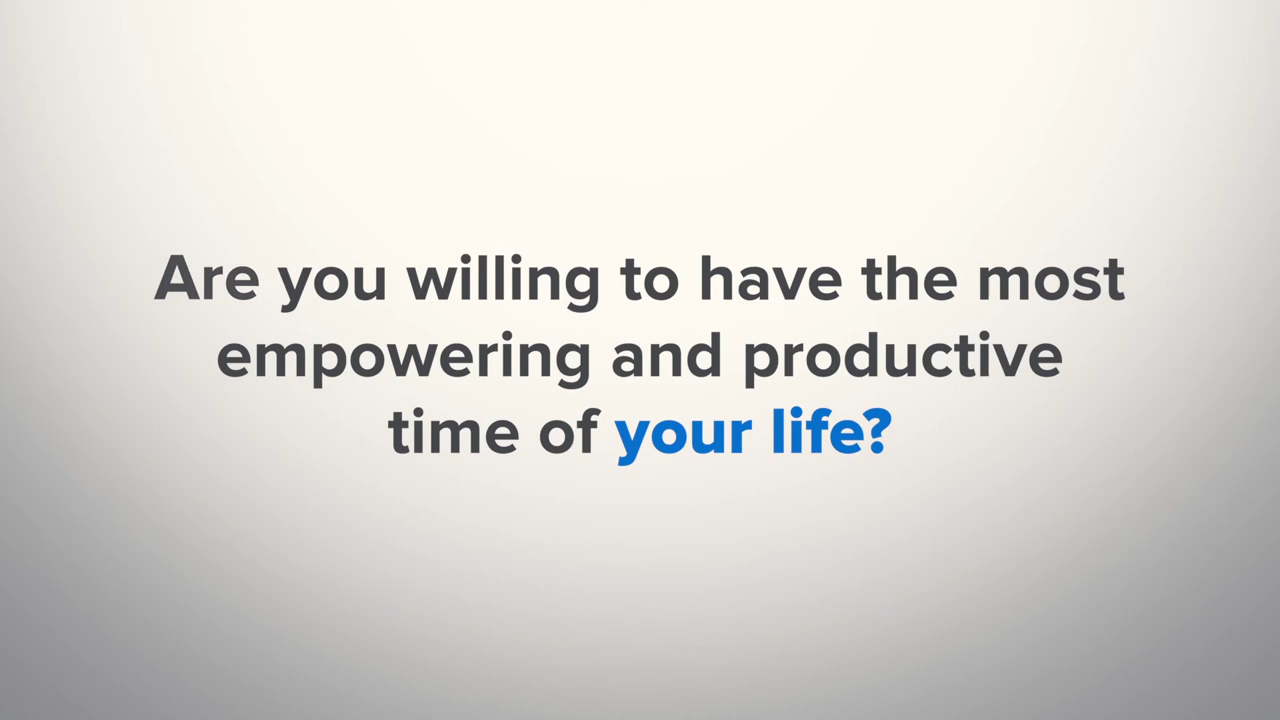 Are you willing to have the most
empowering and productive
time of your life?